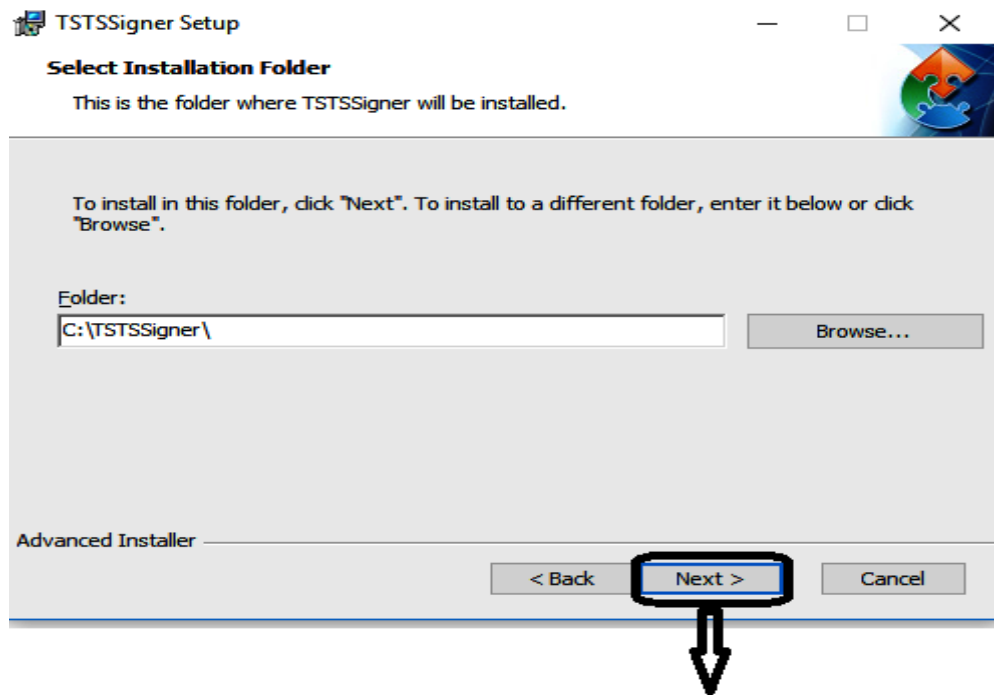 TSTSSigner Setup
Select Installation Folder
This is the folder where TSTSSigner will be installed.
To install in this folder, click "Next". To install to a different folder, enter it below or click
"Browse".
Folder:
C:\TSTSSigner\
Browse...
Advanced Installer
< Back Next > Cancel